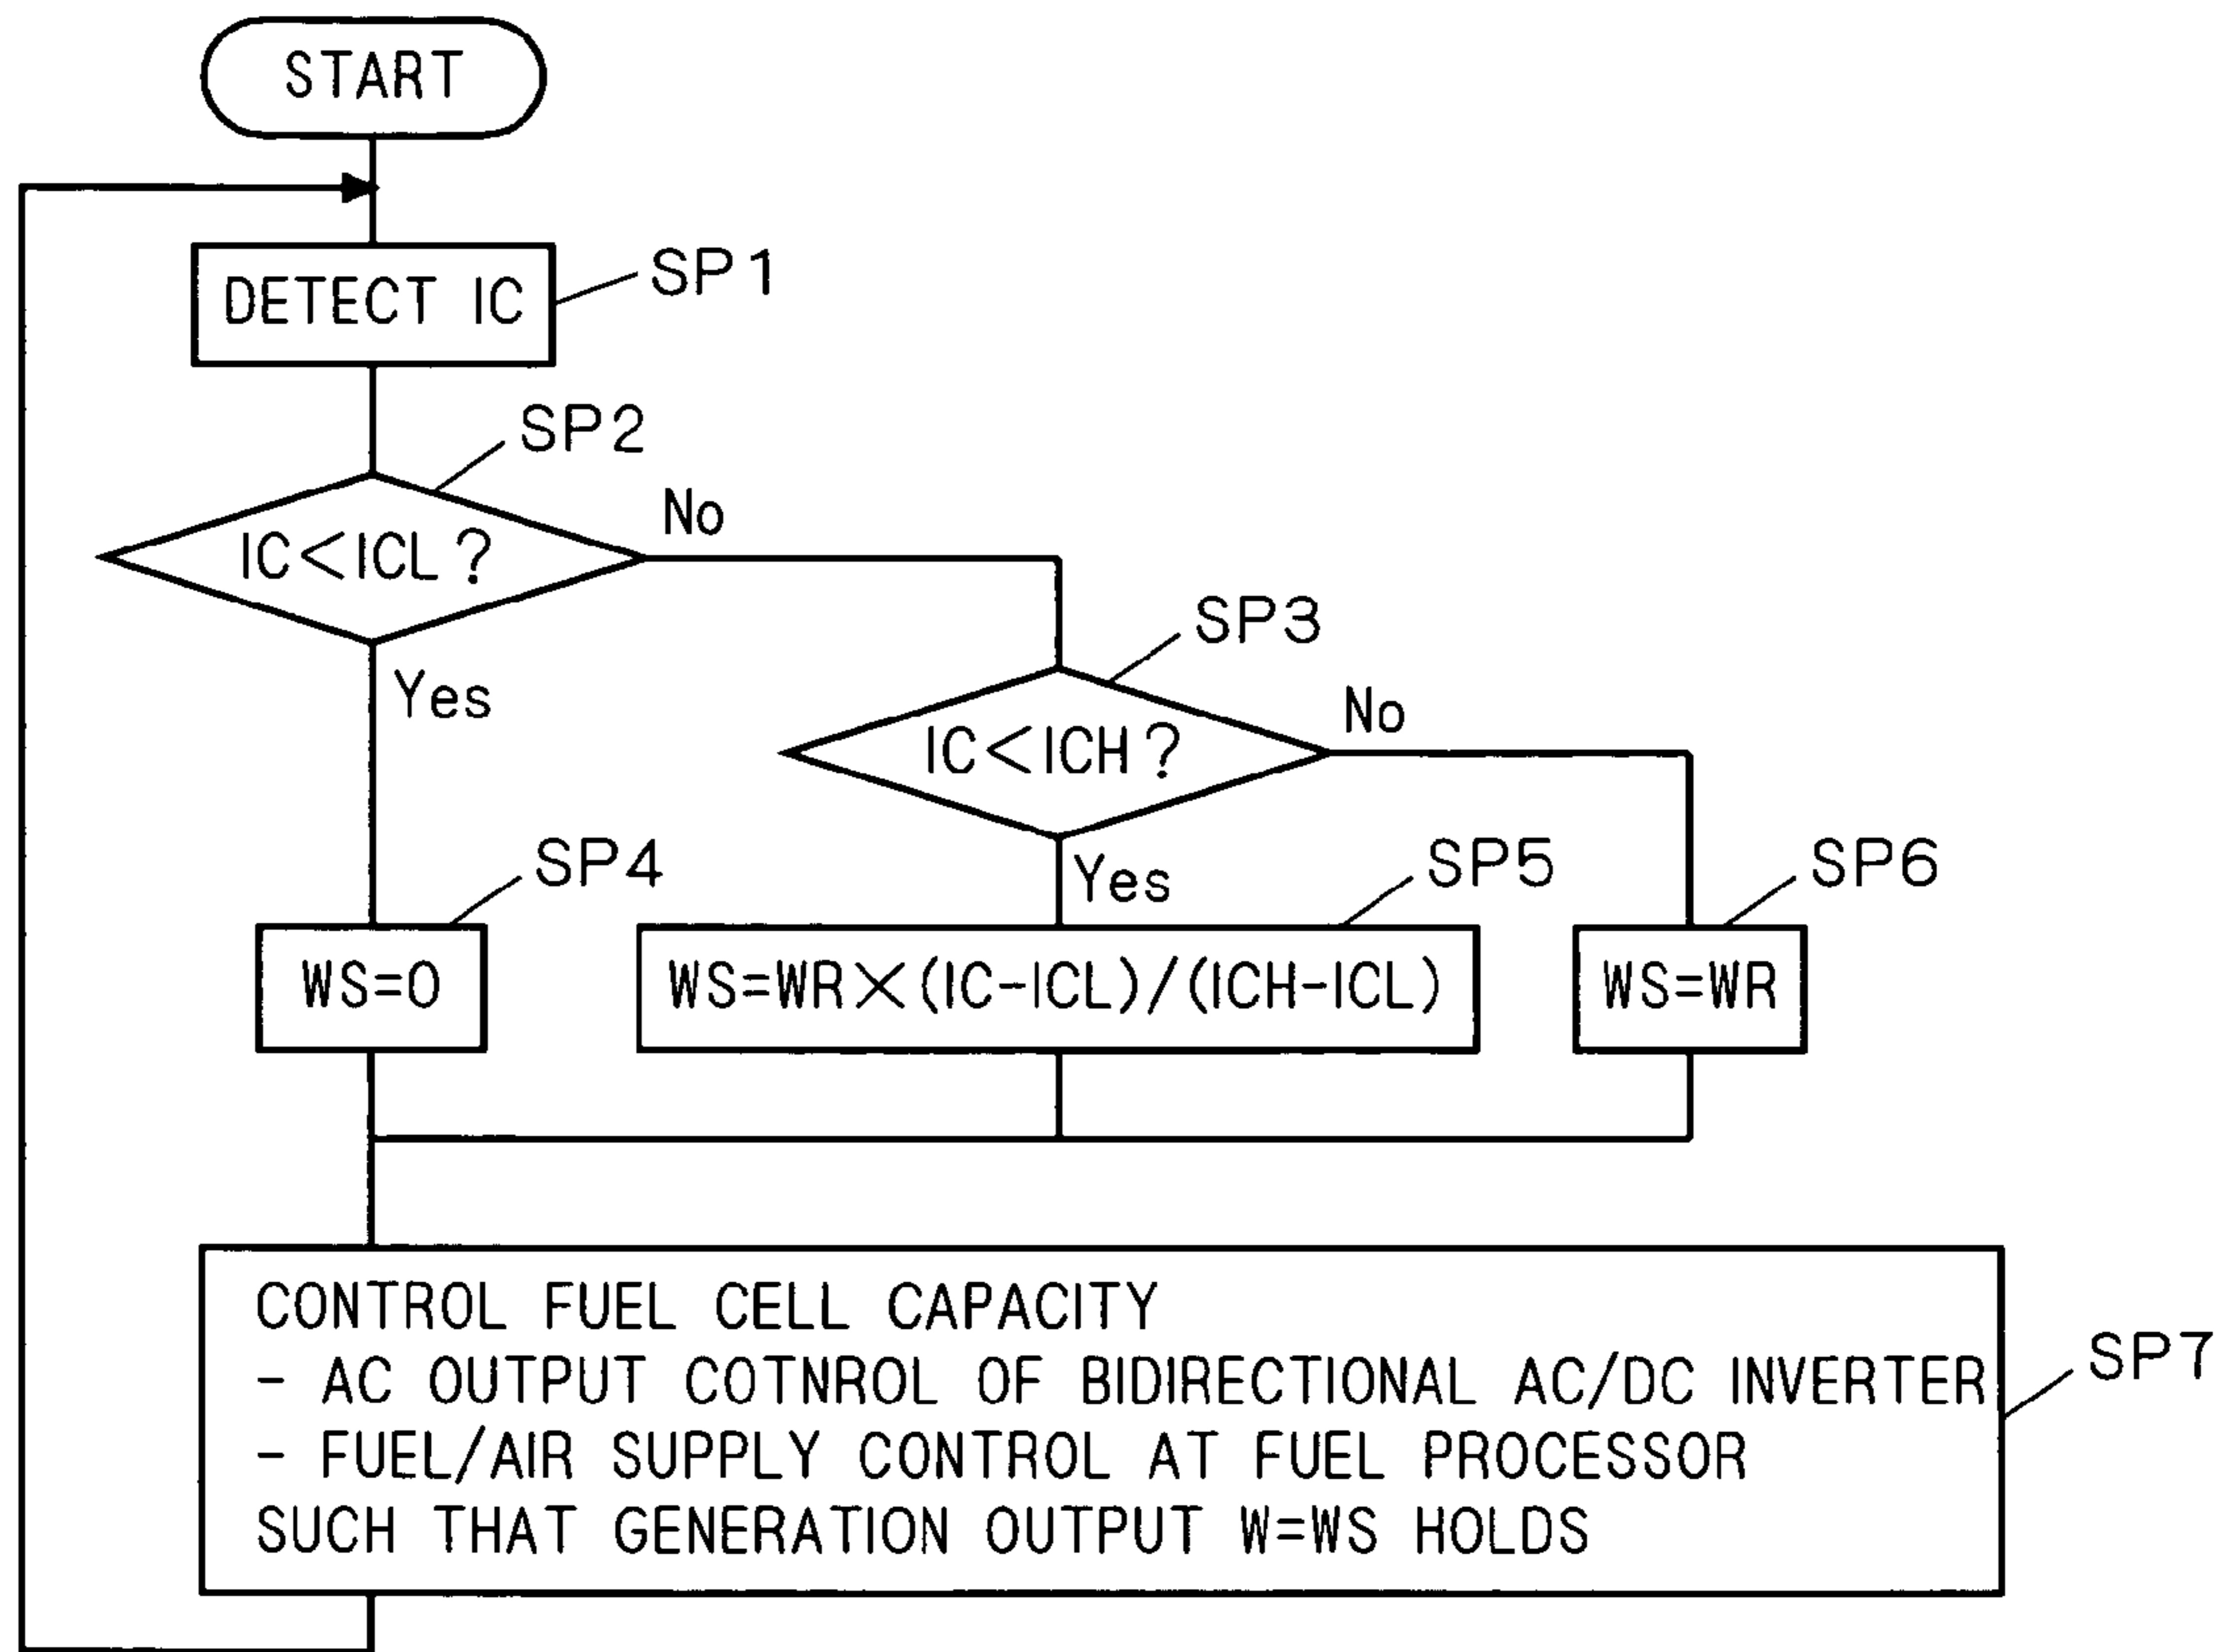 START
DETECT IC
SP1
SP2
IC<ICL?
No
Yes
SP3
IC<ICH?
No
Yes
SP4
WS=0
SP5
WS=WR×(IC-ICL)/(ICH-ICL)
SP6
WS=WR
CONTROL FUEL CELL CAPACITY
- AC OUTPUT COTNROL OF BIDIRECTIONAL AC/DC INVERTER
- FUEL/AIR SUPPLY CONTROL AT FUEL PROCESSOR
SUCH THAT GENERATION OUTPUT W=WS HOLDS
SP7